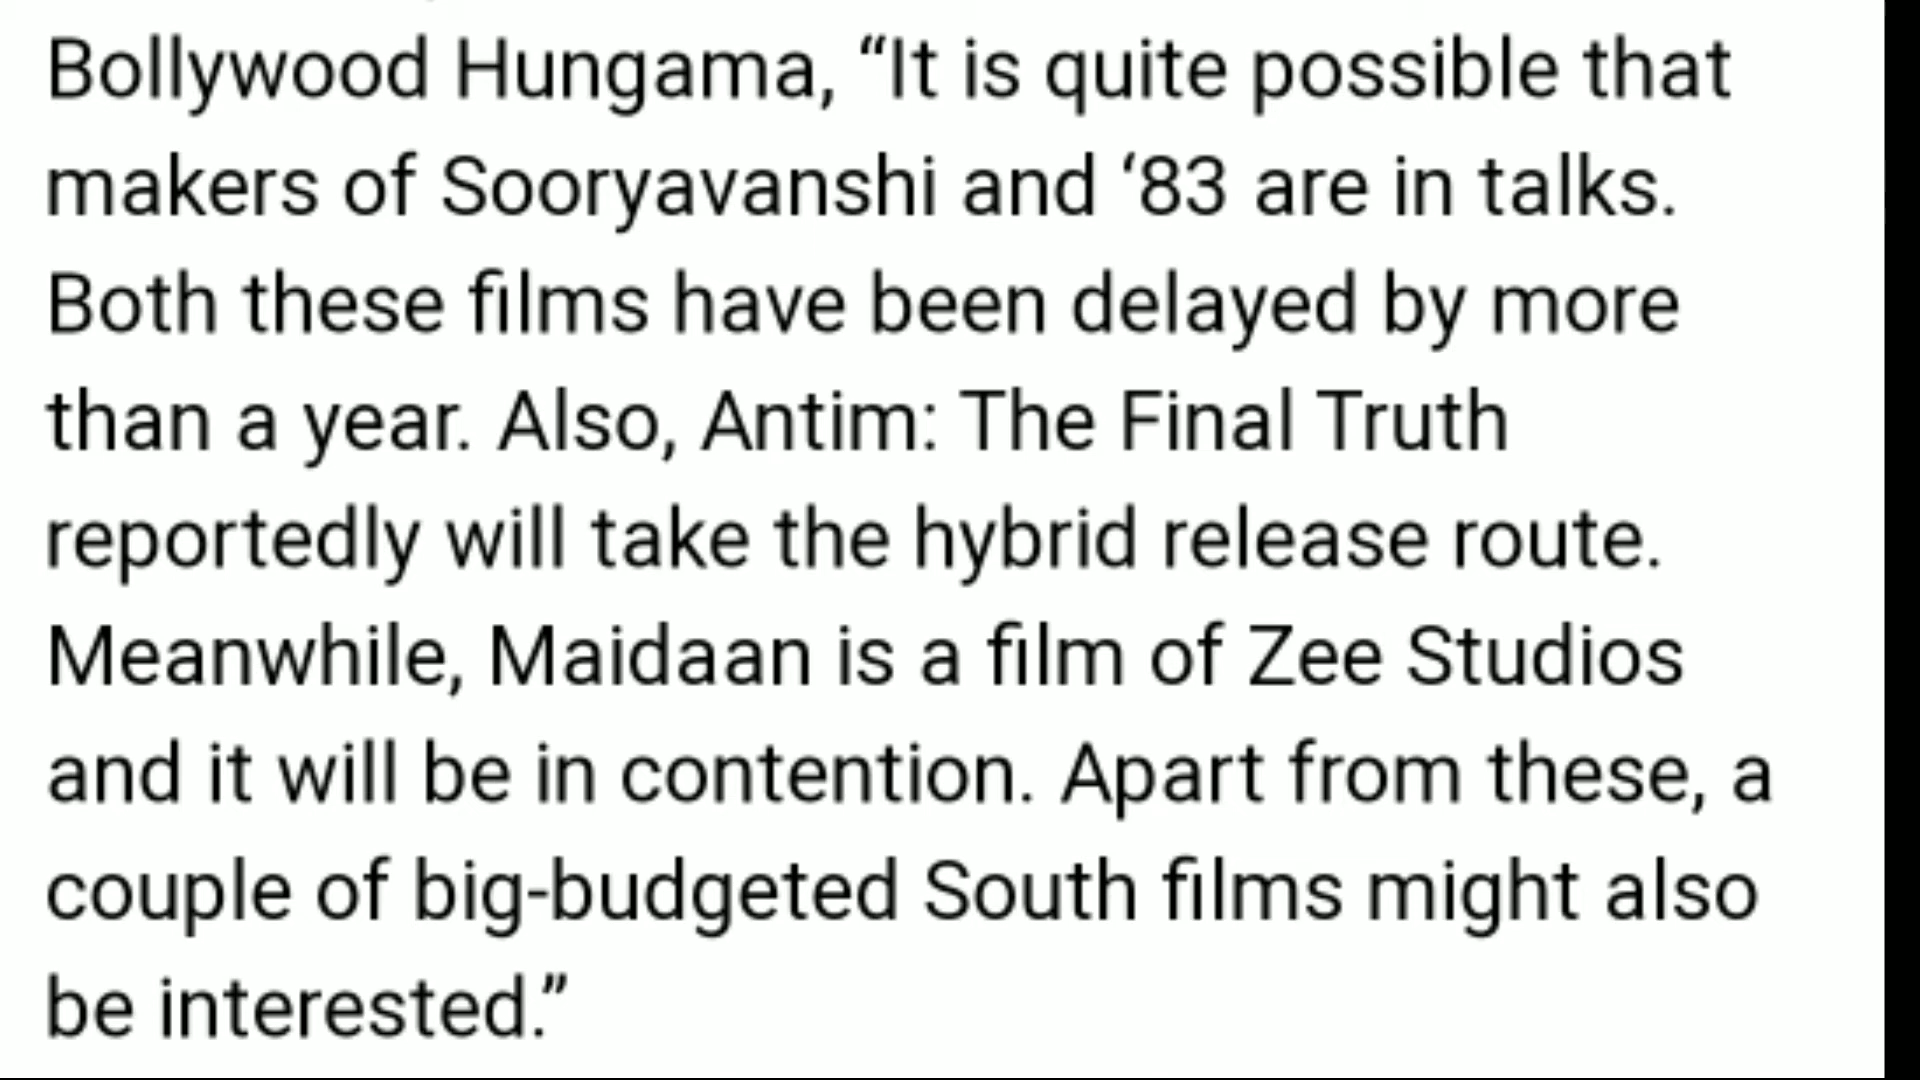 Bollywood Hungama, “It is quite possible that
makers of Sooryavanshi and ‘83 are in talks.
Both these films have been delayed by more
than a year. Also, Antim: The Final Truth
reportedly will take the hybrid release route.
Meanwhile, Maidaan is a film of Zee Studios
and it will be in contention. Apart from these, a
couple of big-budgeted South films might also
be interested.”